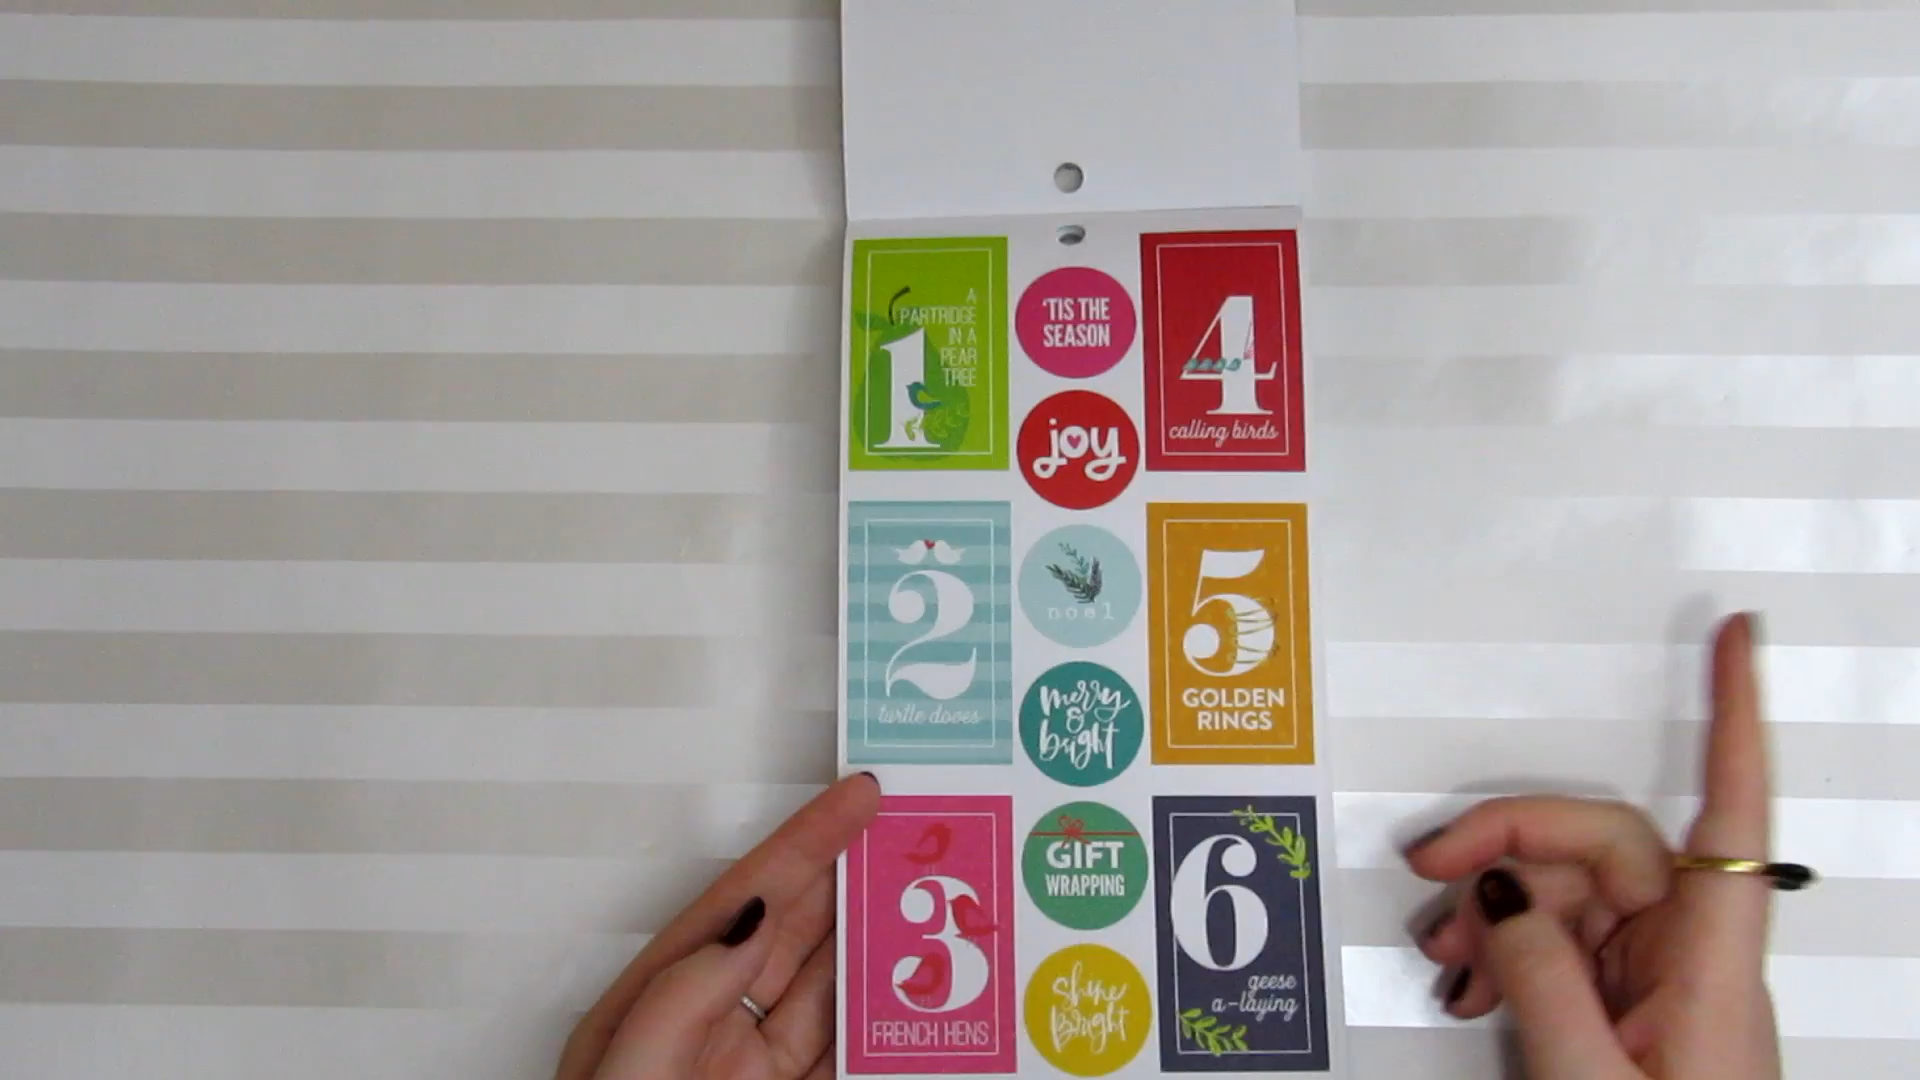 1
A
PARTRIDGE
IN A
PEAR
TREE
2
turtle doves
3
FRENCH HENS
'TIS THE
SEASON
joy
noel
merry
&
bright
GIFT
WRAPPING
Shine
Bright
4
calling birds
5
GOLDEN
RINGS
6
geese
a-laying